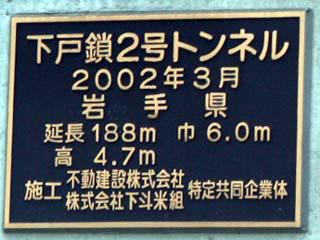 下戸鎖2号トンネル
2002年3月
岩手県
延長188m 巾6.0m
高 4.7m
施工 不動建設株式会社 特定共同企業体
株式会社下斗米組